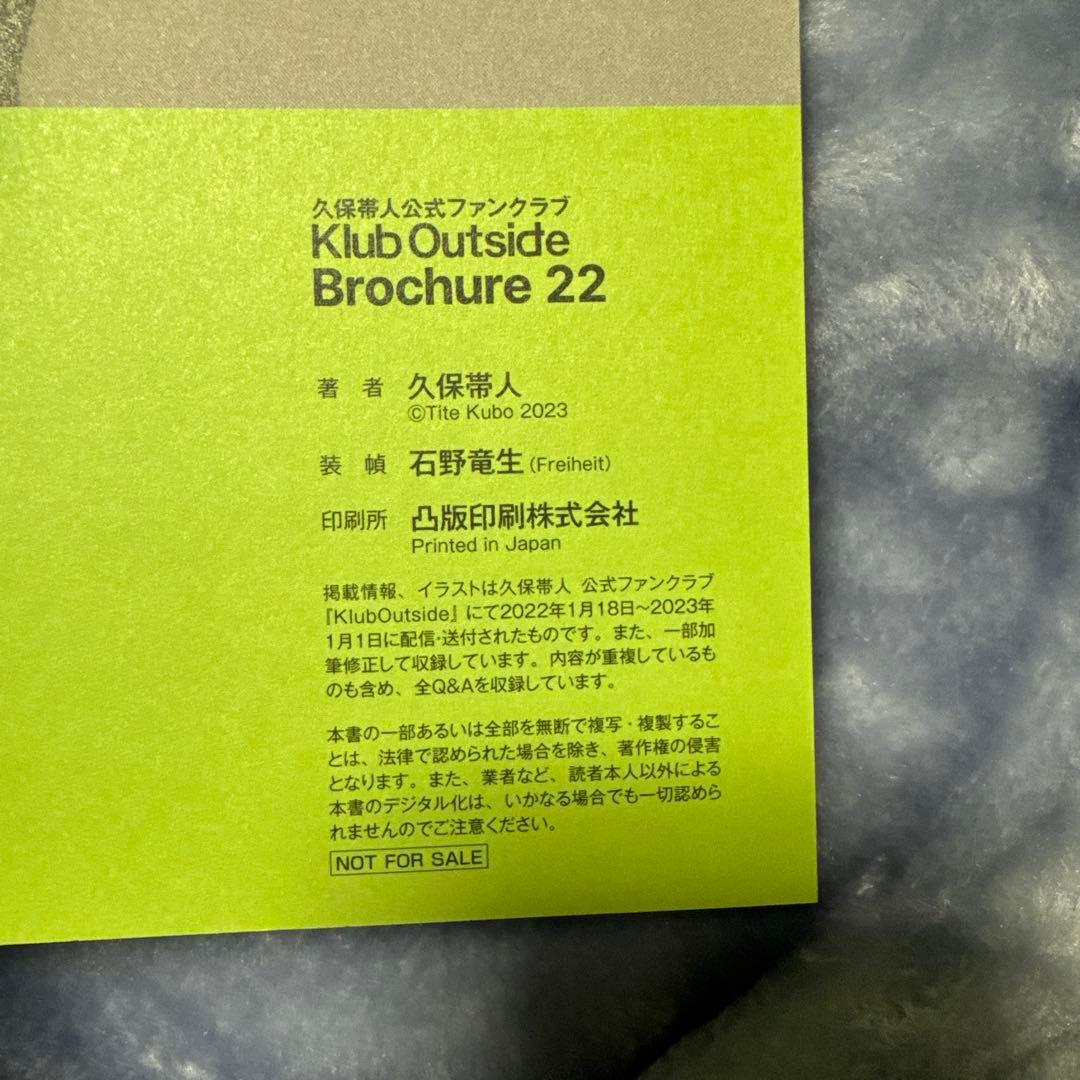 久保帯人公式ファンクラブ
Klub Outside
Brochure 22
著　者　久保帯人
©Tite Kubo 2023
装　幀　石野竜生 (Freiheit)
印刷所　凸版印刷株式会社
Printed in Japan
掲載情報、イラストは久保帯人 公式ファンクラブ
『KlubOutside』にて2022年1月18日～2023年
1月1日に配信・送付されたものです。また、一部加
筆修正して収録しています。内容が重複しているも
のも含め、全Q&Aを収録しています。
本書の一部あるいは全部を無断で複写・複製するこ
とは、法律で認められた場合を除き、著作権の侵害
となります。また、業者など、読者本人以外による
本書のデジタル化は、いかなる場合でも一切認めら
れませんのでご注意ください。
NOT FOR SALE